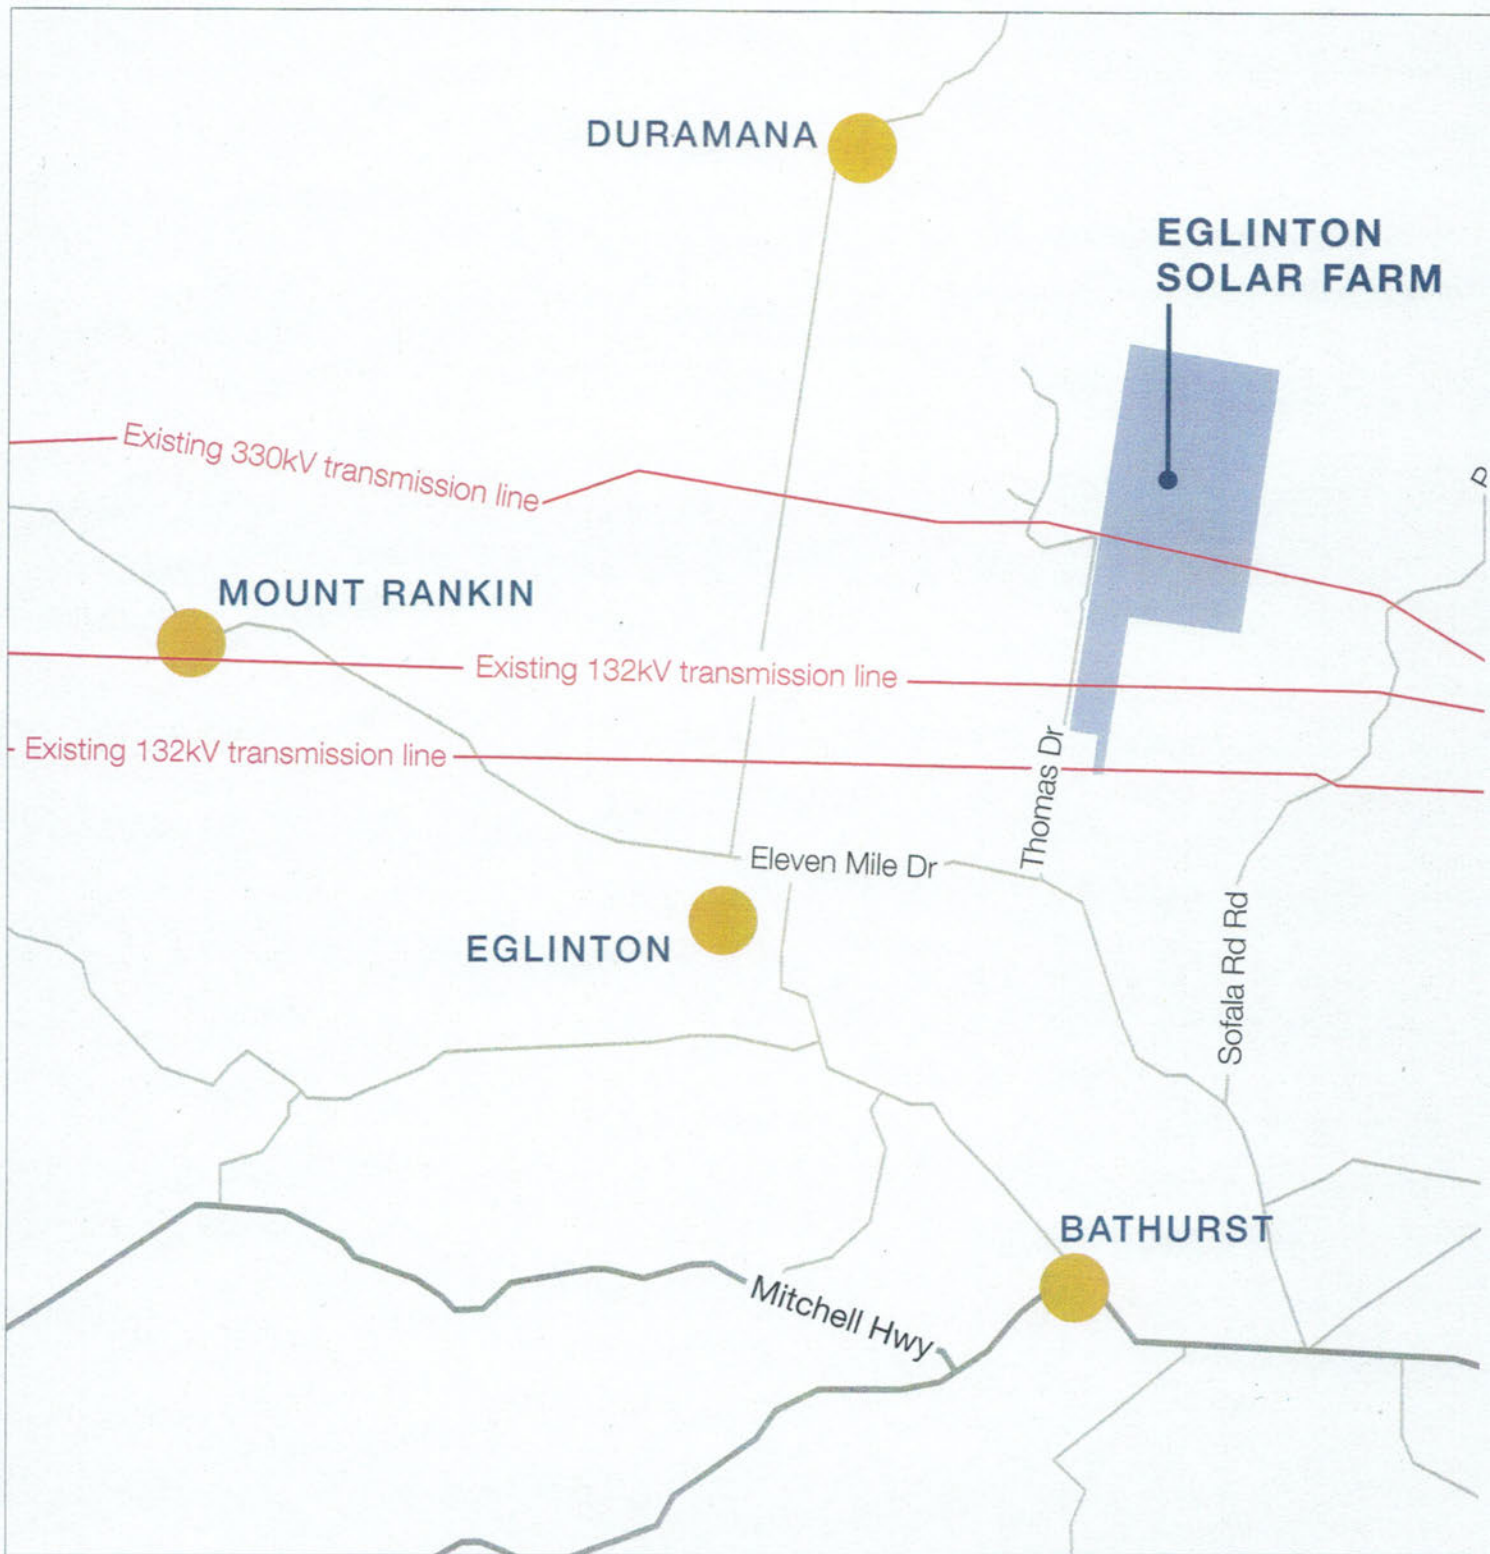 DURAMANA
EGLINTON
SOLAR FARM
Existing 330kV transmission line
MOUNT RANKIN
Existing 132kV transmission line
Existing 132kV transmission line
Thomas Dr
Eleven Mile Dr
EGLINTON
Sofala Rd Rd
BATHURST
Mitchell Hwy